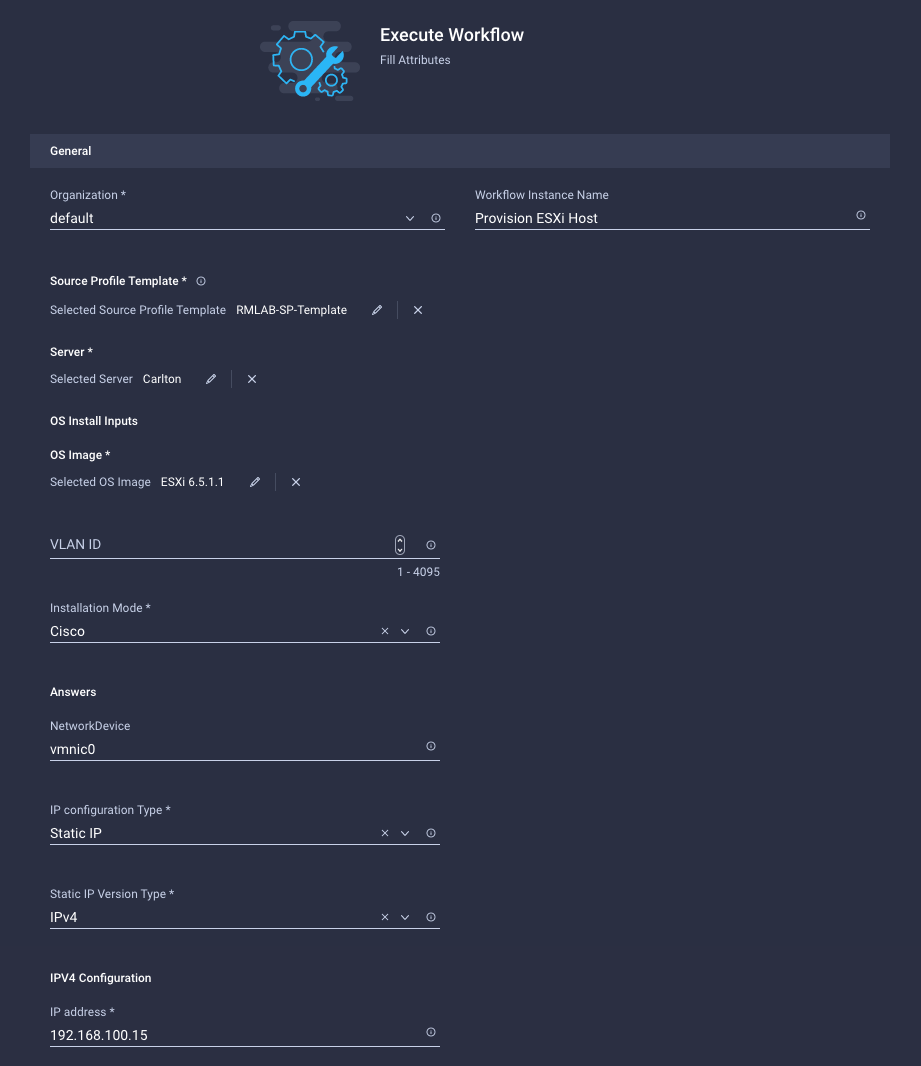 Execute Workflow
Fill Attributes
General
Organization *
default
Workflow Instance Name
Provision ESXi Host
Source Profile Template *
Selected Source Profile Template RMLAB-SP-Template
Server *
Selected Server Carlton
OS Install Inputs
OS Image *
Selected OS Image ESXi 6.5.1.1
VLAN ID
1 - 4095
Installation Mode *
Cisco
Answers
NetworkDevice
vmnic0
IP configuration Type *
Static IP
Static IP Version Type *
IPv4
IPV4 Configuration
IP address *
192.168.100.15